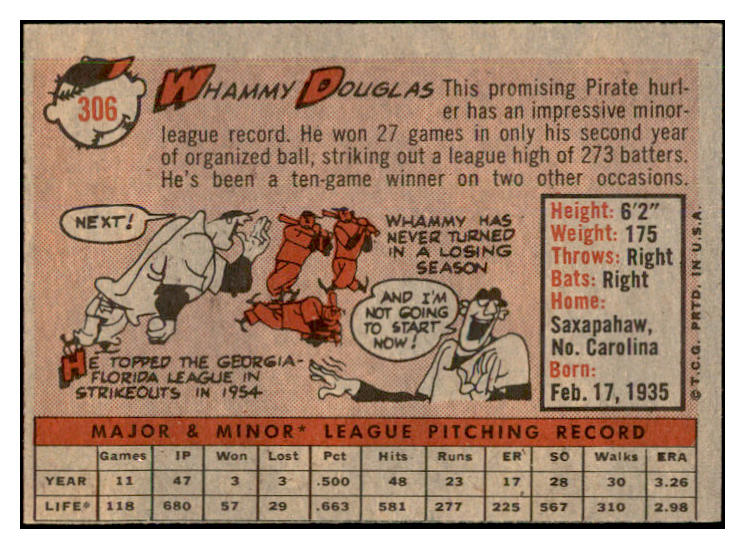 306
WHAMMY DOUGLAS This promising Pirate hurl-
er has an impressive minor-
league record. He won 27 games in only his second year
of organized ball, striking out a league high of 273 batters.
He's been a ten-game winner on two other occasions.
NEXT!
HE TOPPED THE GEORGIA-
FLORIDA LEAGUE IN
STRIKEOUTS IN 1954
WHAMMY HAS
NEVER TURNED
IN A LOSING
SEASON
AND I'M
NOT GOING
TO START
NOW!
Height: 6'2"
Weight: 175
Throws: Right
Bats: Right
Home:
Saxapahaw,
No. Carolina
Born:
Feb. 17, 1935
© T.C.G. PRTD. IN U.S.A.
MAJOR & MINOR* LEAGUE PITCHING RECORD
Games IP Won Lost Pct Hits Runs ER SO Walks ERA
YEAR 11 47 3 3 .500 48 23 17 28 30 3.26
LIFE* 118 680 57 29 .663 581 277 225 567 310 2.98